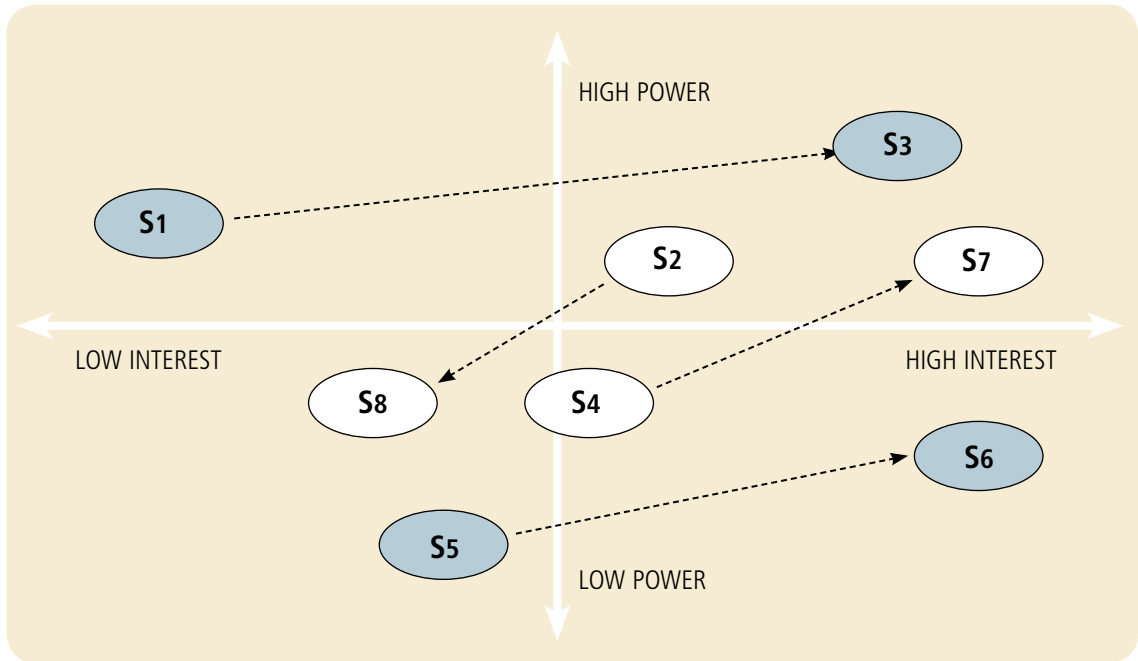 HIGH POWER
S3
S1
S2
S7
LOW INTEREST
HIGH INTEREST
S8
S4
S6
S5
LOW POWER